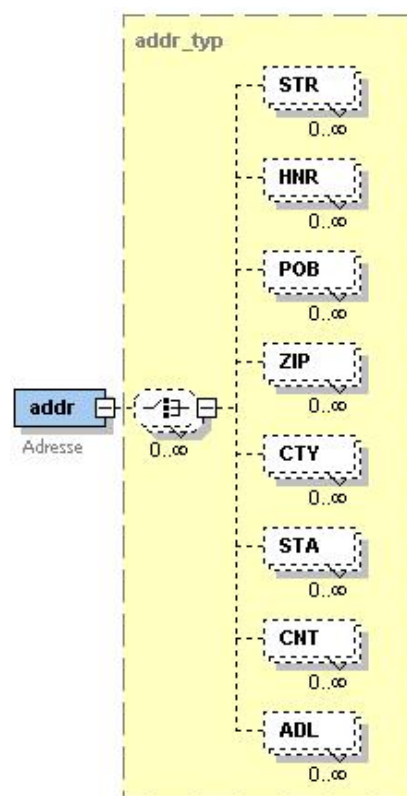 addr_typ
STR
0..∞
HNR
0..∞
POB
0..∞
ZIP
0..∞
addr
Adresse
0..∞
CTY
0..∞
STA
0..∞
CNT
0..∞
ADL
0..∞